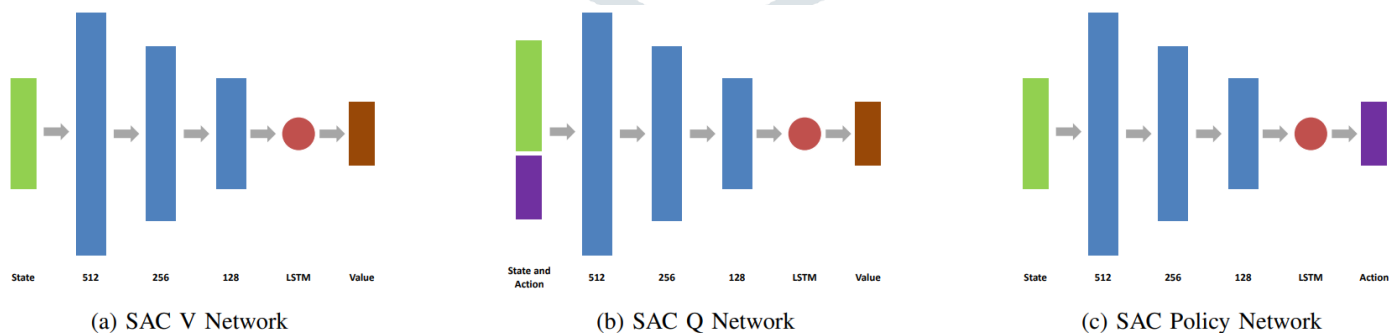 State 512 256 128 LSTM Value
(a) SAC V Network
State and
Action
512 256 128 LSTM Value
(b) SAC Q Network
State 512 256 128 LSTM Action
(c) SAC Policy Network